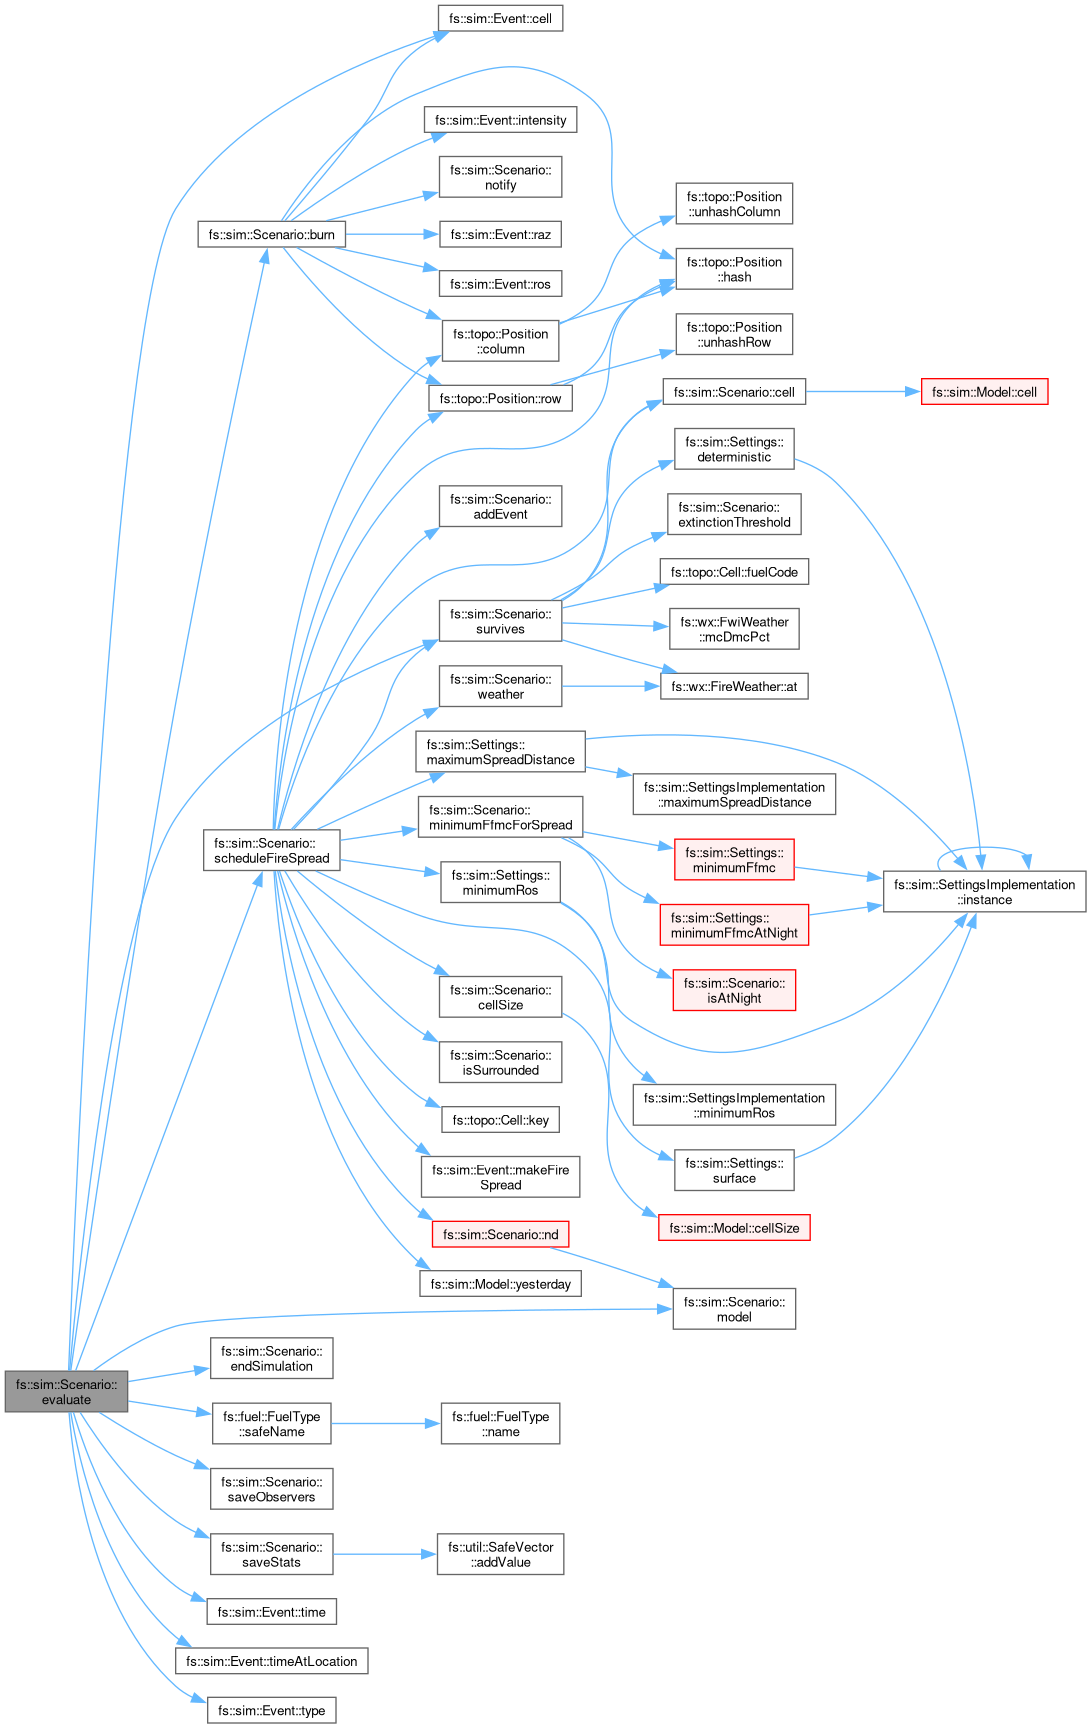 fs::sim::Event::cell
fs::sim::Event::intensity
fs::sim::Scenario::
notify
fs::topo::Position
::unhashColumn
fs::sim::Scenario::burn
fs::sim::Event::raz
fs::topo::Position
::hash
fs::sim::Event::ros
fs::topo::Position
::column
fs::topo::Position
::unhashRow
fs::topo::Position::row
fs::sim::Scenario::cell
fs::sim::Model::cell
fs::sim::Settings::
deterministic
fs::sim::Scenario::
addEvent
fs::sim::Scenario::
extinctionThreshold
fs::topo::Cell::fuelCode
fs::sim::Scenario::
survives
fs::wx::FwiWeather
::mcDmcPct
fs::sim::Scenario::
weather
fs::wx::FireWeather::at
fs::sim::Settings::
maximumSpreadDistance
fs::sim::SettingsImplementation
::maximumSpreadDistance
fs::sim::Scenario::
minimumFfmcForSpread
fs::sim::Scenario::
scheduleFireSpread
fs::sim::Settings::
minimumFfmc
fs::sim::Settings::
minimumRos
fs::sim::SettingsImplementation
::instance
fs::sim::Settings::
minimumFfmcAtNight
fs::sim::Scenario::
cellSize
fs::sim::Scenario::
isAtNight
fs::sim::Scenario::
isSurrounded
fs::topo::Cell::key
fs::sim::SettingsImplementation
::minimumRos
fs::sim::Event::makeFire
Spread
fs::sim::Settings::
surface
fs::sim::Scenario::nd
fs::sim::Model::cellSize
fs::sim::Model::yesterday
fs::sim::Scenario::
model
fs::sim::Scenario::
endSimulation
fs::sim::Scenario::
evaluate
fs::fuel::FuelType
::safeName
fs::fuel::FuelType
::name
fs::sim::Scenario::
saveObservers
fs::sim::Scenario::
saveStats
fs::util::SafeVector
::addValue
fs::sim::Event::time
fs::sim::Event::timeAtLocation
fs::sim::Event::type